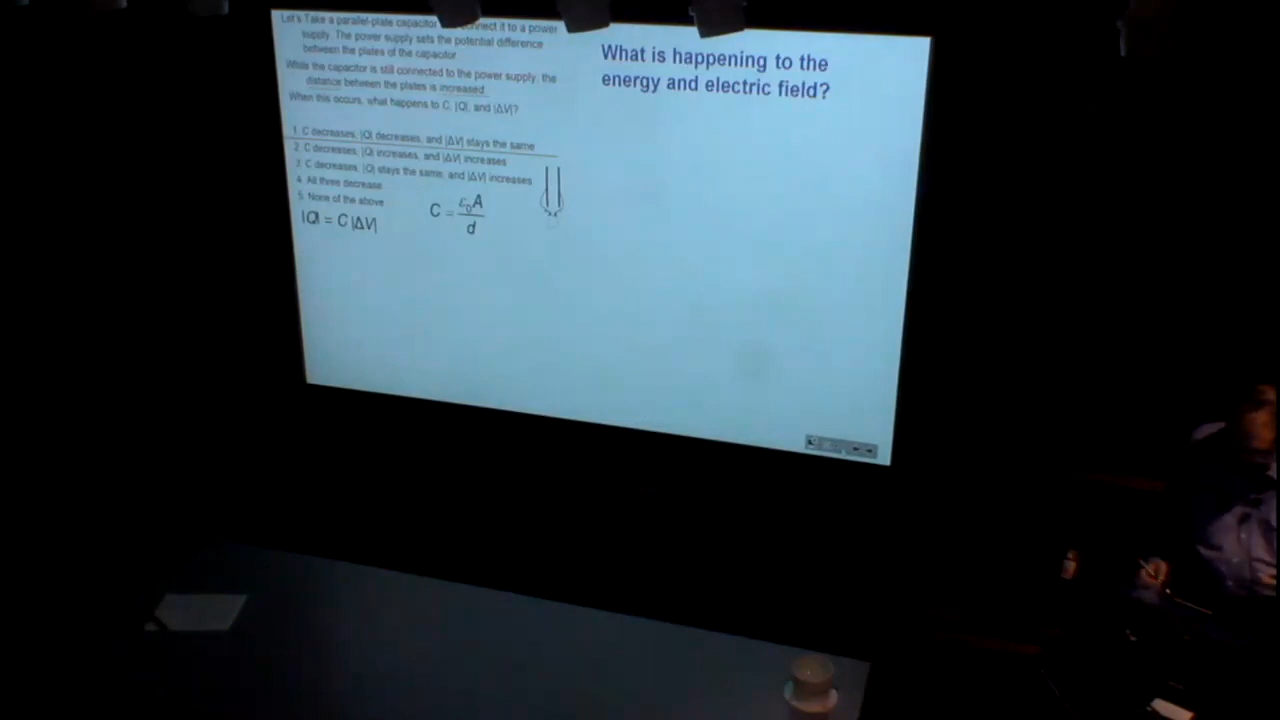 Let's Take a parallel-plate capacitor connect it to a power
supply. The power supply sets the potential difference
between the plates of the capacitor.
While the capacitor is still connected to the power supply, the
distance between the plates is increased.
When this occurs, what happens to C, |Q|, and |ΔV|?
1. C decreases, |Q| decreases, and |ΔV| stays the same
2. C decreases, |Q| increases, and |ΔV| increases
3. C decreases, |Q| stays the same, and |ΔV| increases
4. All three decrease
5. None of the above
|Q| = C|ΔV|
C = ε₀A / d
What is happening to the
energy and electric field?